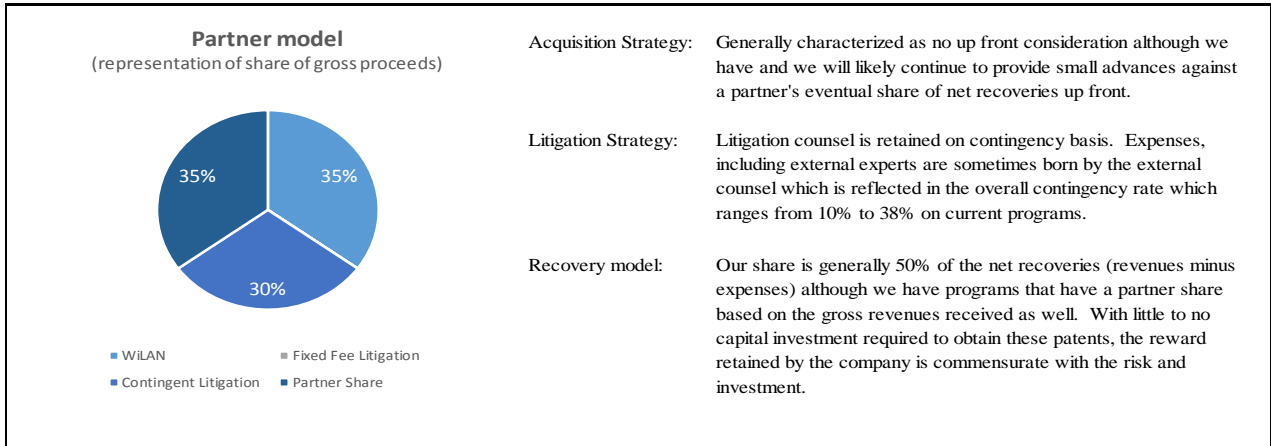 Partner model
(representation of share of gross proceeds)
35%
35%
30%
WiLAN
Fixed Fee Litigation
Contingent Litigation
Partner Share
Acquisition Strategy:
Generally characterized as no up front consideration although we
have and we will likely continue to provide small advances against
a partner's eventual share of net recoveries up front.
Litigation Strategy:
Litigation counsel is retained on contingency basis.  Expenses,
including external experts are sometimes born by the external
counsel which is reflected in the overall contingency rate which
ranges from 10% to 38% on current programs.
Recovery model:
Our share is generally 50% of the net recoveries (revenues minus
expenses) although we have programs that have a partner share
based on the gross revenues received as well.  With little to no
capital investment required to obtain these patents, the reward
retained by the company is commensurate with the risk and
investment.